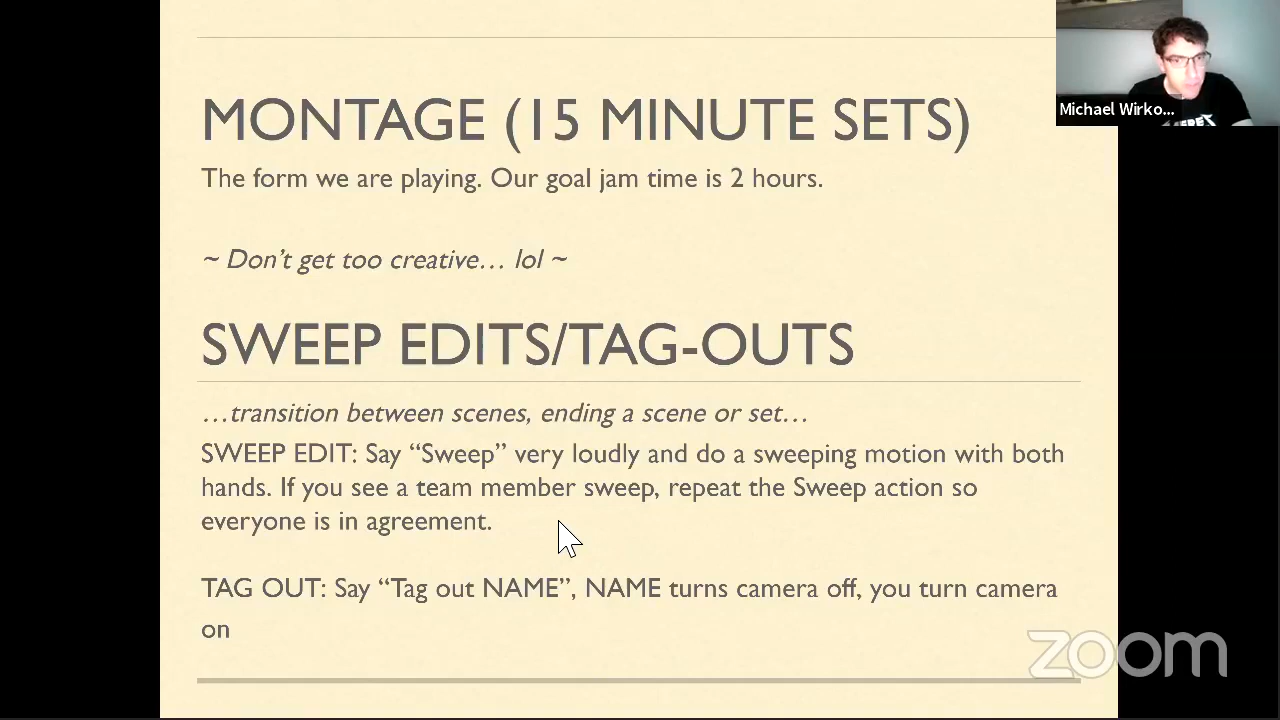 MONTAGE (15 MINUTE SETS)
The form we are playing. Our goal jam time is 2 hours.
~ Don't get too creative… lol ~
SWEEP EDITS/TAG-OUTS
…transition between scenes, ending a scene or set…
SWEEP EDIT: Say “Sweep” very loudly and do a sweeping motion with both
hands. If you see a team member sweep, repeat the Sweep action so
everyone is in agreement.
TAG OUT: Say “Tag out NAME”, NAME turns camera off, you turn camera
on
Michael Wirko...
zoom